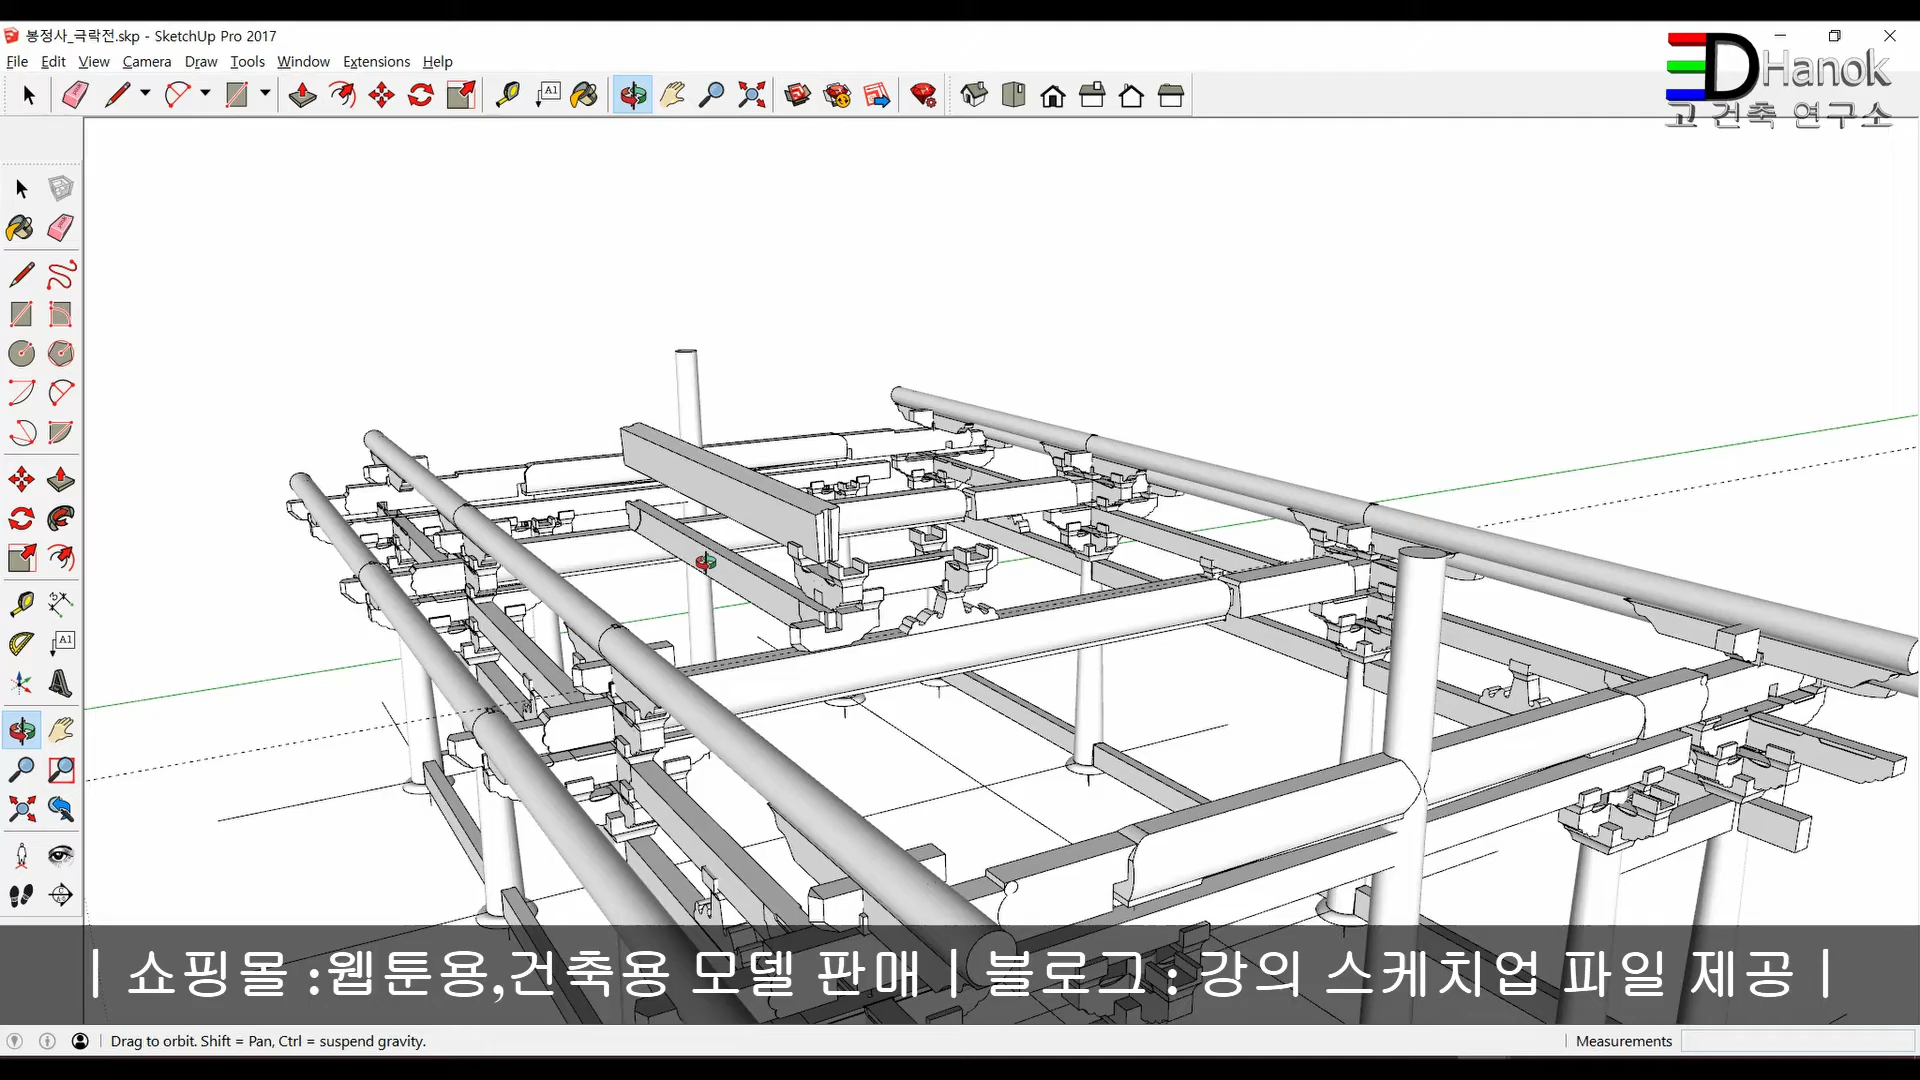 봉정사_극락전.skp - SketchUp Pro 2017
File Edit View Camera Draw Tools Window Extensions Help
DHanok
고 건축 연구소
| 쇼핑몰 :웹툰용,건축용 모델 판매 | 블로그 : 강의 스케치업 파일 제공 |
Drag to orbit. Shift = Pan, Ctrl = suspend gravity.
Measurements